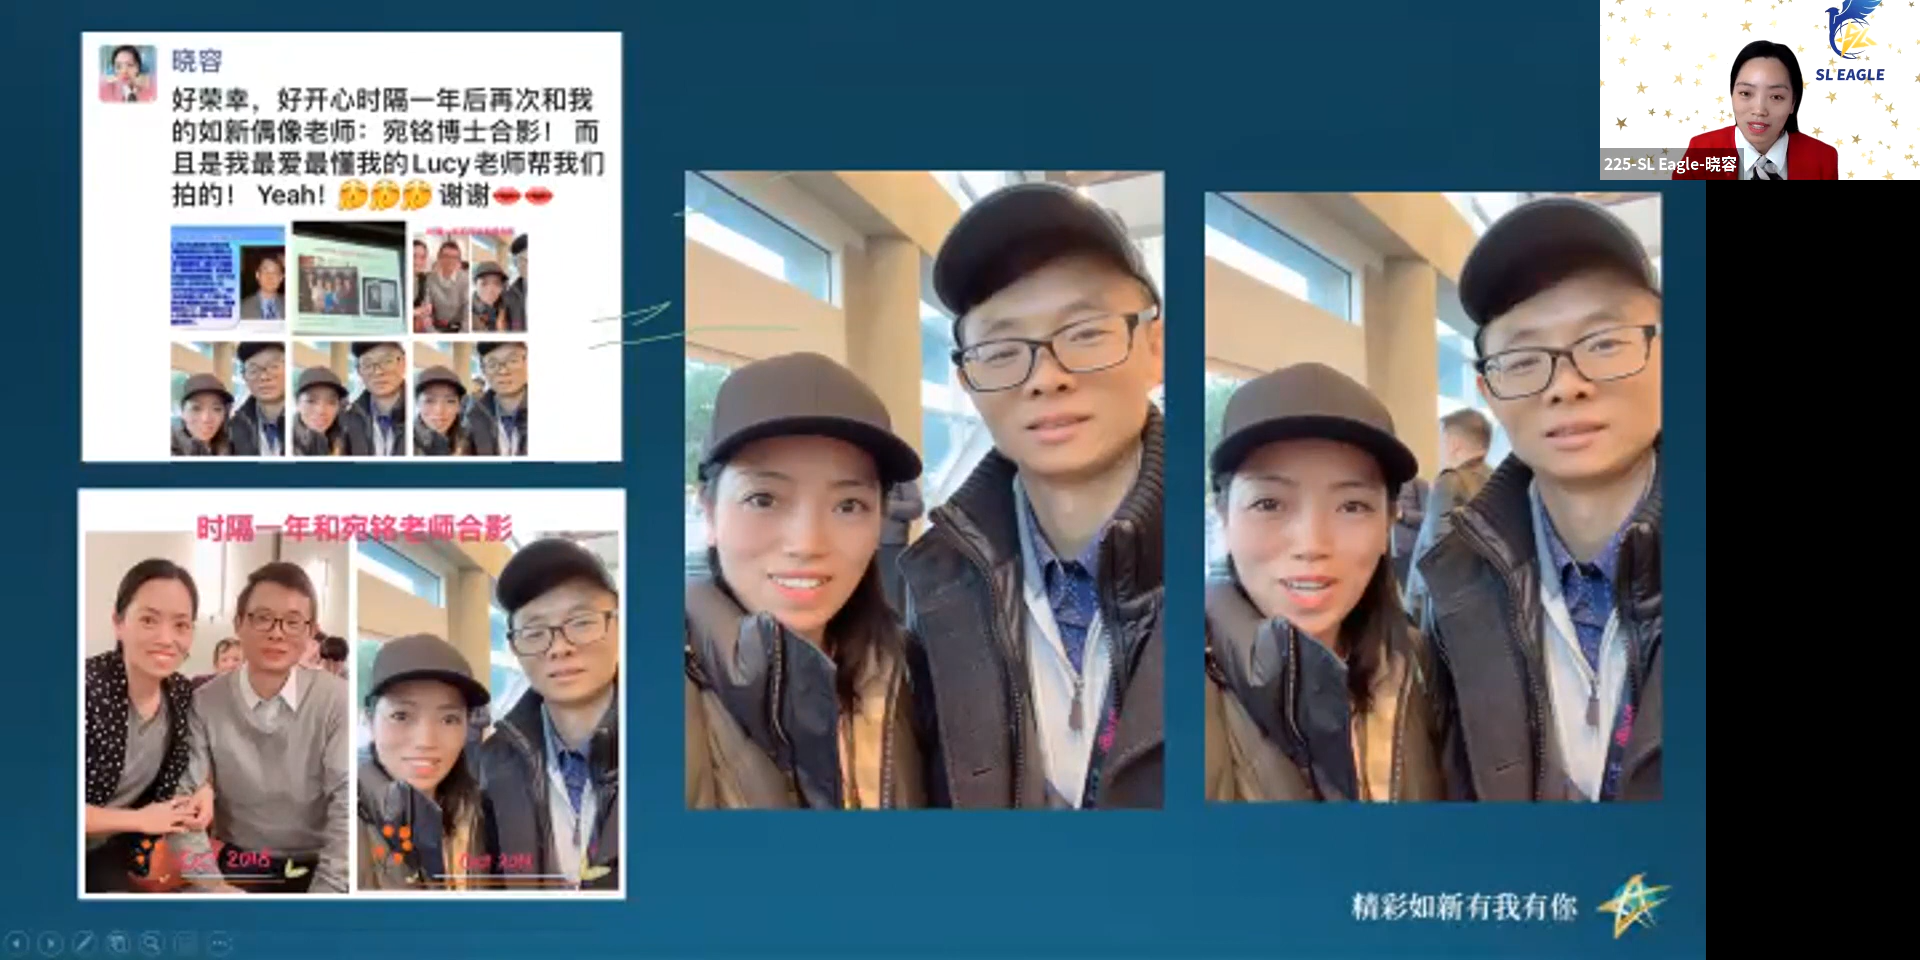 晓容
好荣幸，好开心时隔一年后再次和我
的如新偶像老师：宛铭博士合影！ 而
且是我最爱最懂我的Lucy老师帮我们
拍的！ Yeah! 谢谢
时隔一年和宛铭老师合影
Oct 2018
精彩如新有我有你
SL EAGLE
225-SL Eagle-晓容